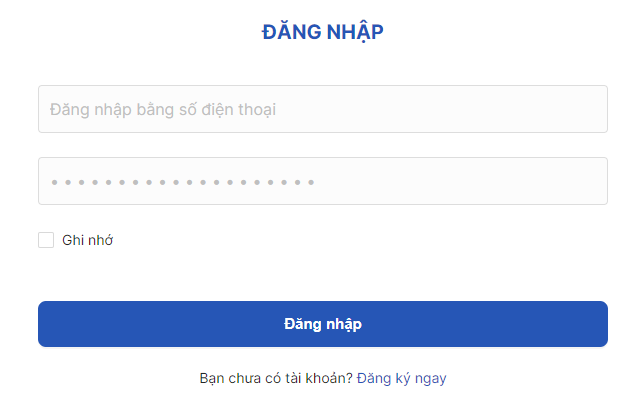 ĐĂNG NHẬP
Đăng nhập bằng số điện thoại
Ghi nhớ
Đăng nhập
Bạn chưa có tài khoản? Đăng ký ngay